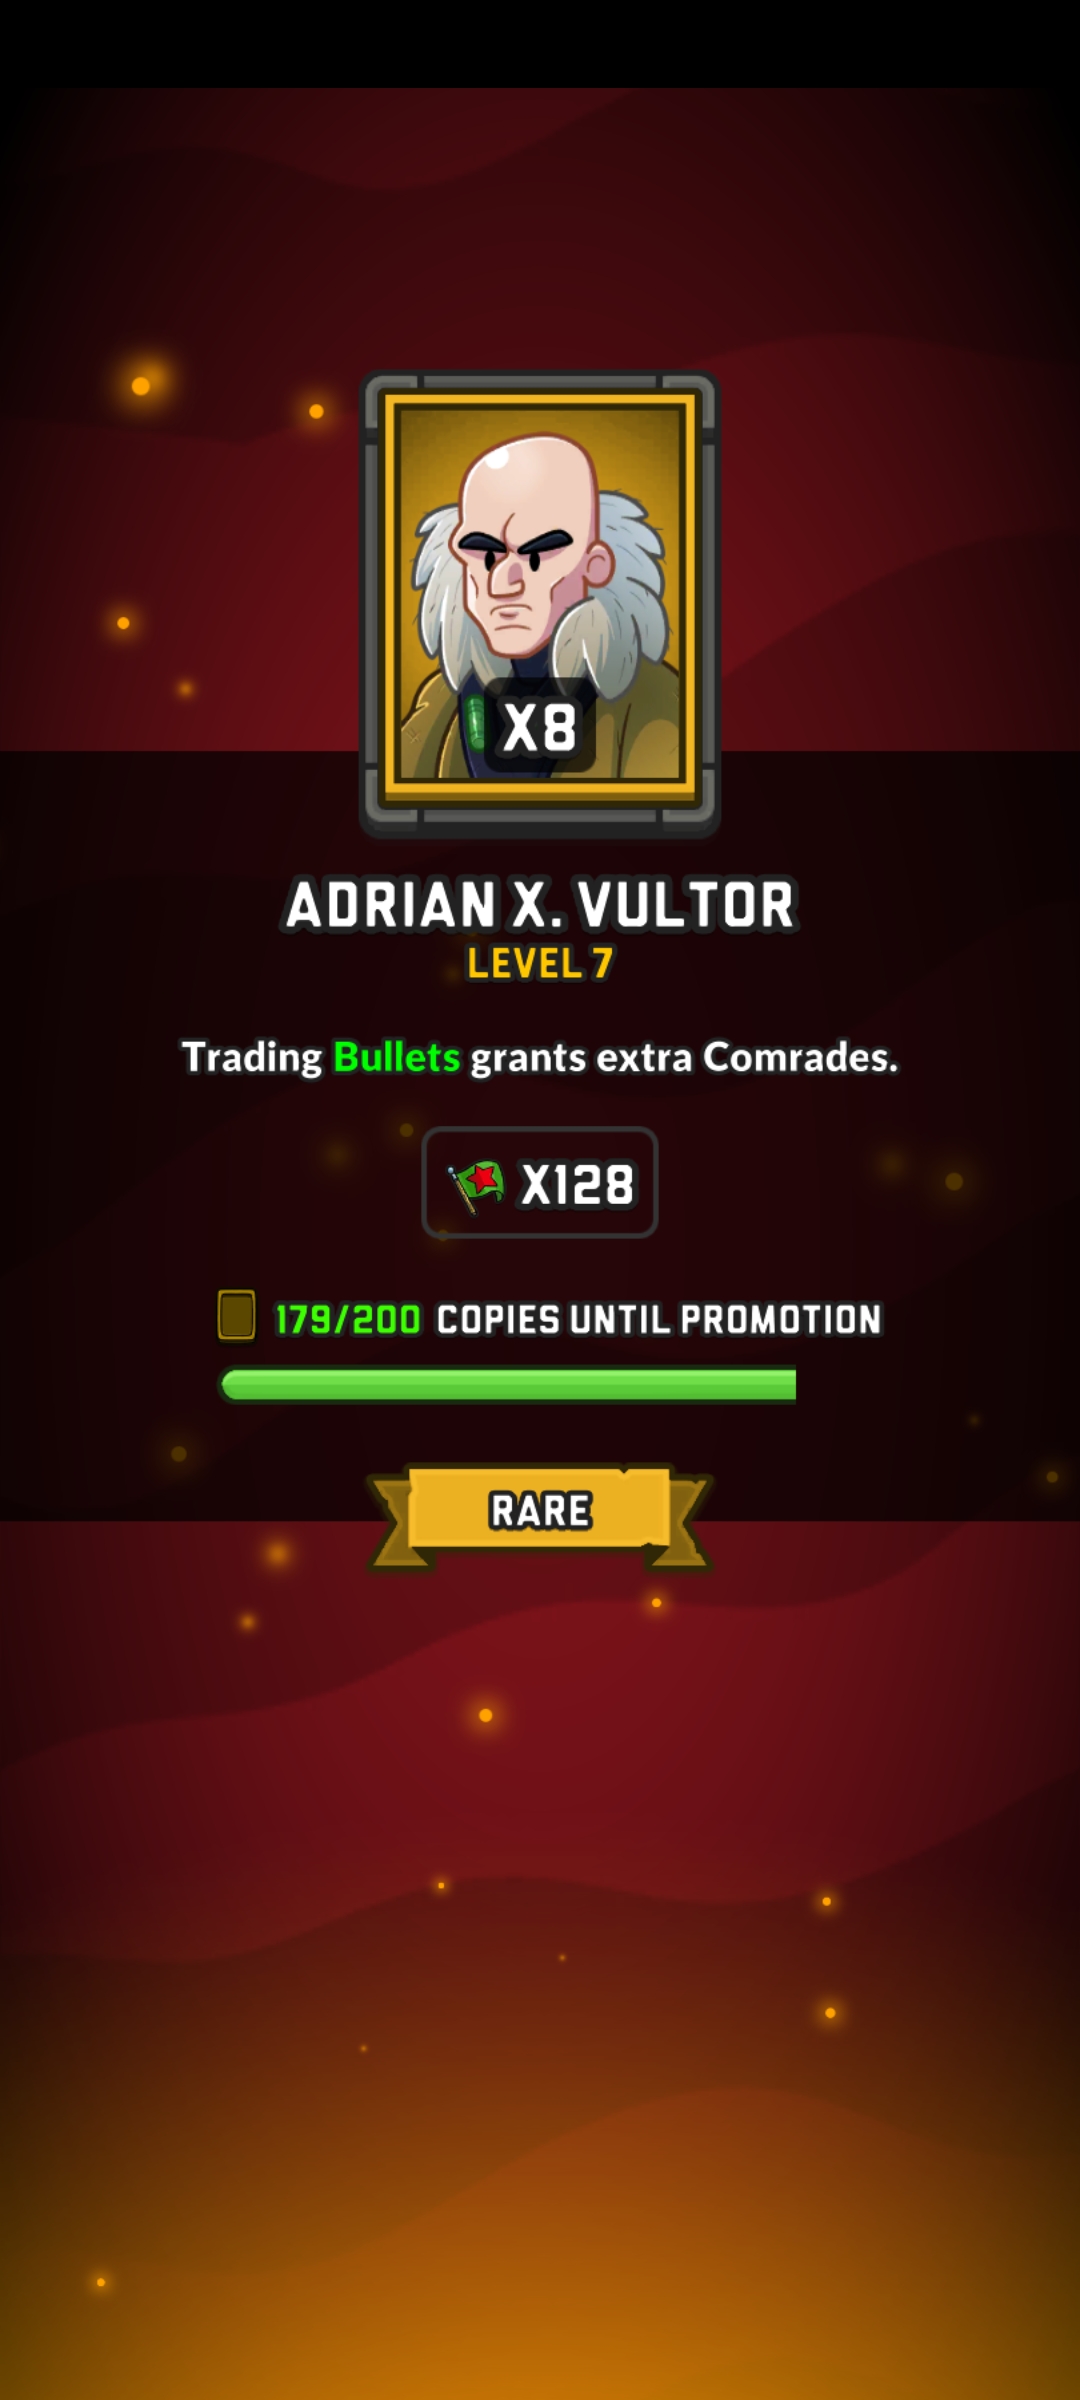 X8
ADRIAN X. VULTOR
LEVEL 7
Trading Bullets grants extra Comrades.
X128
179/200 COPIES UNTIL PROMOTION
RARE